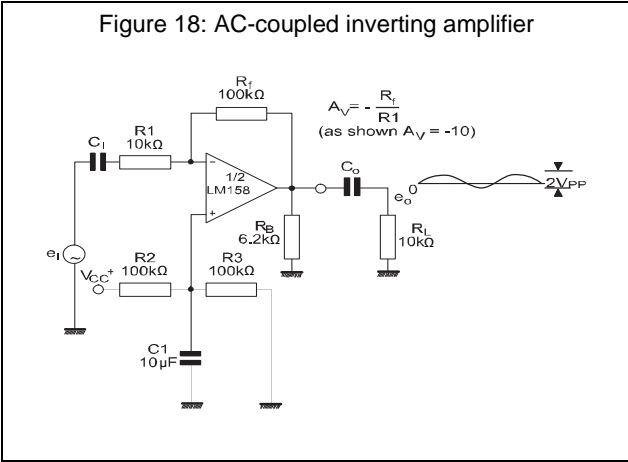 Figure 18: AC-coupled inverting amplifier
Rf
100kΩ
AV= - Rf
R1
(as shown AV = -10)
CI
R1
10kΩ
1/2
LM158
−
+
Co
0
eo
2VPP
RB
6.2kΩ
RL
10kΩ
eI
~
VCC+
R2
100kΩ
R3
100kΩ
C1
10µF